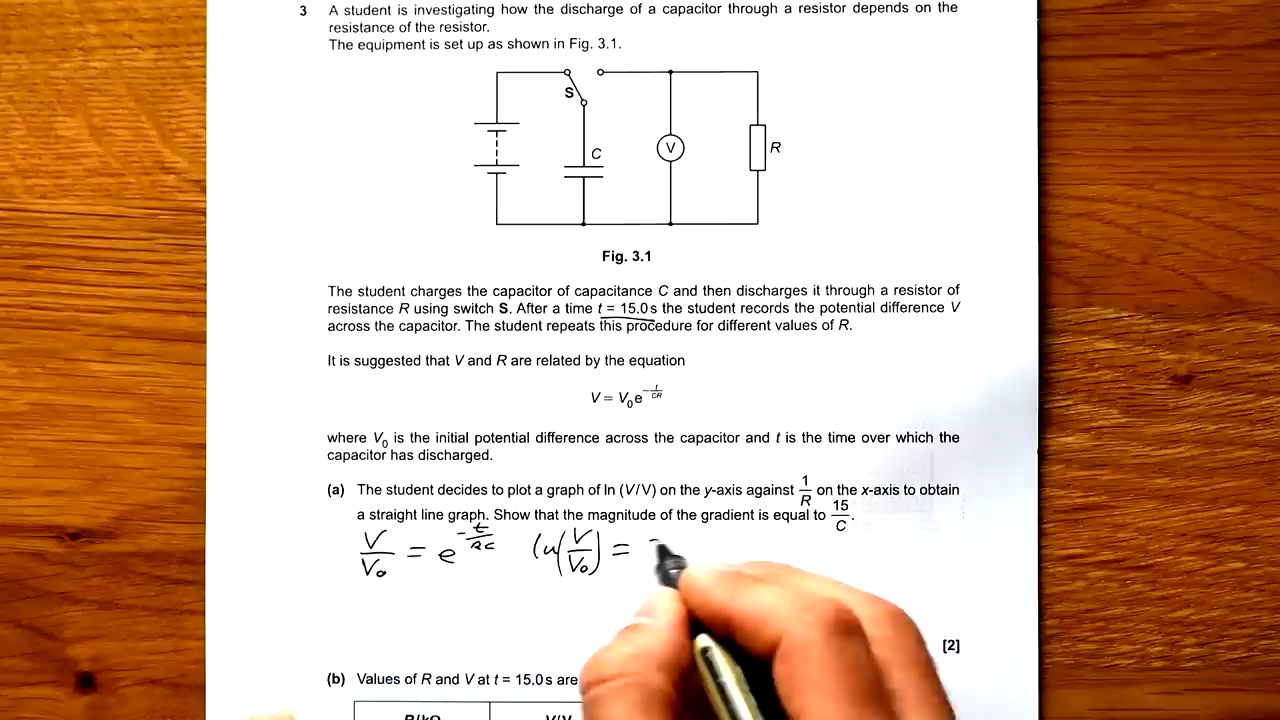 3 A student is investigating how the discharge of a capacitor through a resistor depends on the
resistance of the resistor.
The equipment is set up as shown in Fig. 3.1.
S
C
V
R
Fig. 3.1
The student charges the capacitor of capacitance C and then discharges it through a resistor of
resistance R using switch S. After a time t = 15.0 s the student records the potential difference V
across the capacitor. The student repeats this procedure for different values of R.
It is suggested that V and R are related by the equation
V = V₀e^(-t/CR)
where V₀ is the initial potential difference across the capacitor and t is the time over which the
capacitor has discharged.
(a) The student decides to plot a graph of ln (V/V) on the y-axis against 1/R on the x-axis to obtain
a straight line graph. Show that the magnitude of the gradient is equal to 15/C.
V/V₀ = e^(-t/RC) ln(V/V₀) = -
[2]
(b) Values of R and V at t = 15.0 s are
R/kΩ V/V